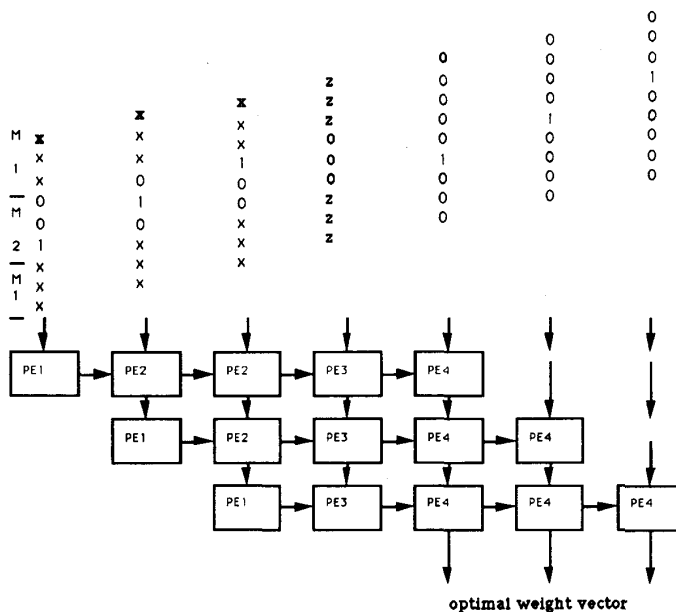 M 1 M 2 M 1
x x x 0 0 1 x x x
x x x 0 1 0 x x x
x x x 1 0 0 x x x
z z z 0 0 0 z z z
0 0 0 0 0 1 0 0 0
0 0 0 0 1 0 0 0 0
0 0 0 1 0 0 0 0 0
PE1 PE2 PE2 PE3 PE4
PE1 PE2 PE3 PE4 PE4
PE1 PE3 PE4 PE4 PE4
optimal weight vector